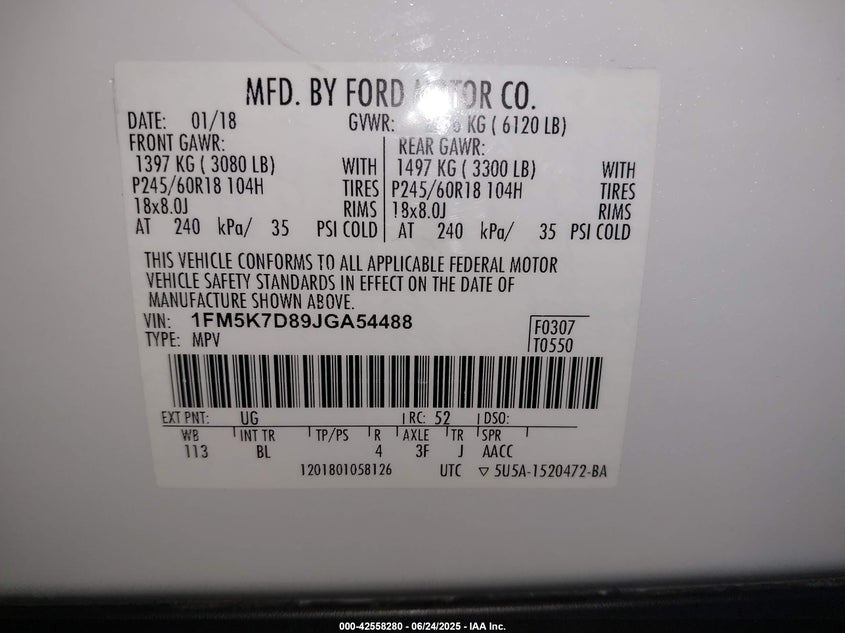 MFD. BY FORD MOTOR CO.
DATE: 01/18 GVWR: KG ( 6120 LB)
FRONT GAWR: REAR GAWR:
1397 KG ( 3080 LB) WITH 1497 KG ( 3300 LB) WITH
P245/60R18 104H TIRES P245/60R18 104H TIRES
18x8.0J RIMS 18x8.0J RIMS
AT 240 kPa/ 35 PSI COLD AT 240 kPa/ 35 PSI COLD
THIS VEHICLE CONFORMS TO ALL APPLICABLE FEDERAL MOTOR
VEHICLE SAFETY STANDARDS IN EFFECT ON THE DATE OF
MANUFACTURE SHOWN ABOVE.
VIN: 1FM5K7D89JGA54488 F0307
TYPE: MPV T0550
EXT PNT: UG RC: 52 DSO:
WB INT TR TP/PS R AXLE TR SPR
113 BL 4 3F J AACC
1201801058126 UTC ▽ 5U5A-1520472-BA
000-42558280 - 06/24/2025 - IAA Inc.